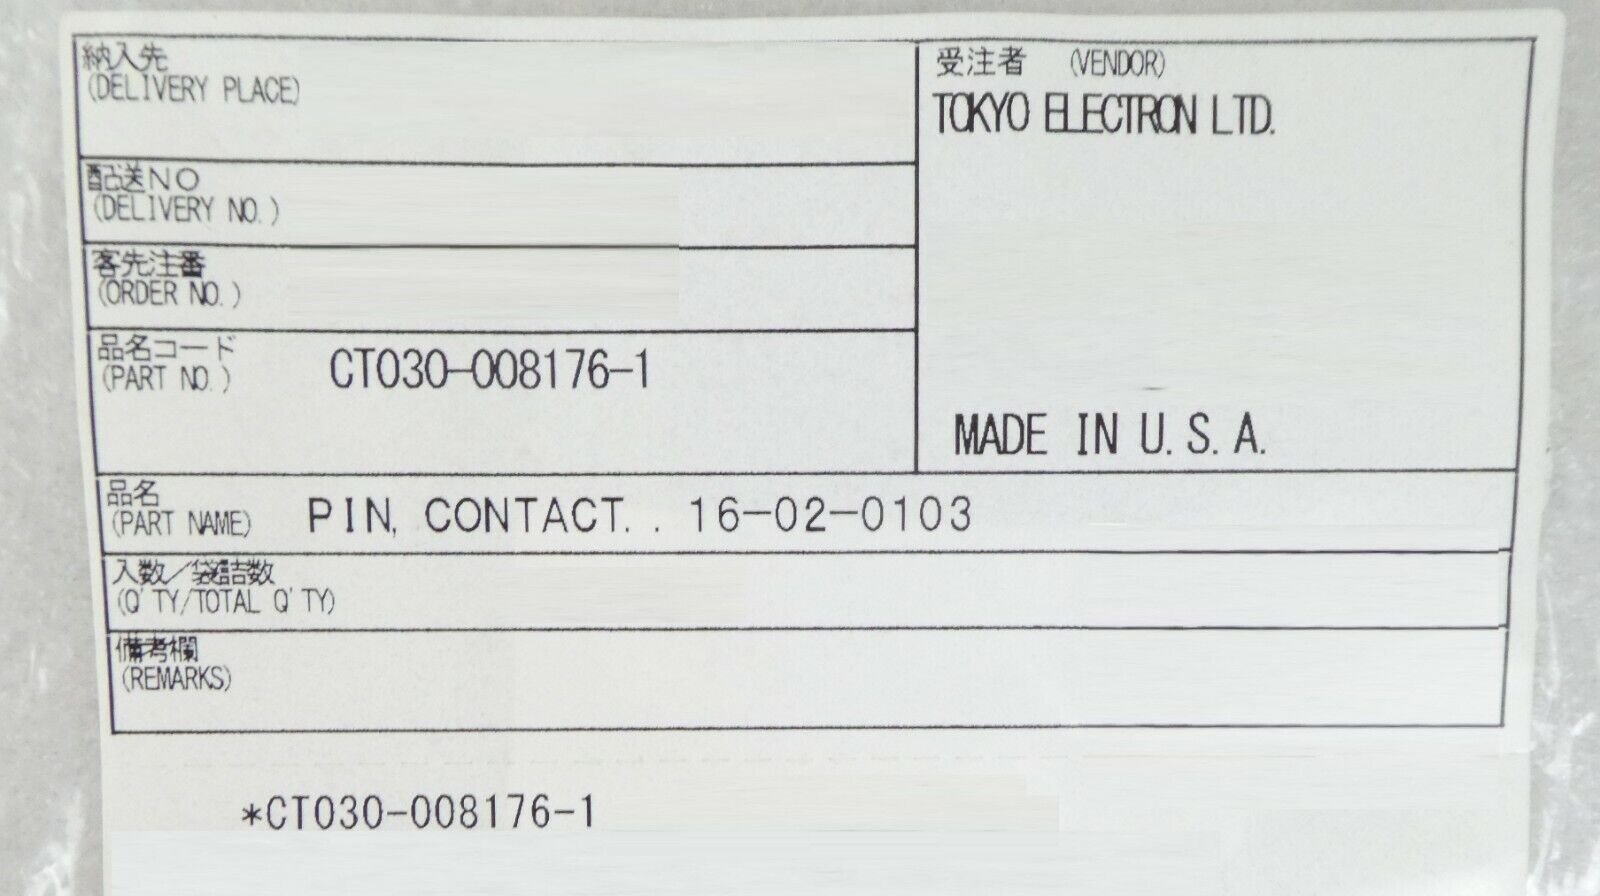 納入先
(DELIVERY PLACE)
受注者 (VENDOR)
TOKYO ELECTRON LTD.
配送NO
(DELIVERY NO.)
客先注番
(ORDER NO.)
品名コード
(PART NO.) CT030-008176-1
MADE IN U.S.A.
品名
(PART NAME) PIN, CONTACT. . 16-02-0103
入数/袋詰数
(Q'TY/TOTAL Q'TY)
備考欄
(REMARKS)
*CT030-008176-1